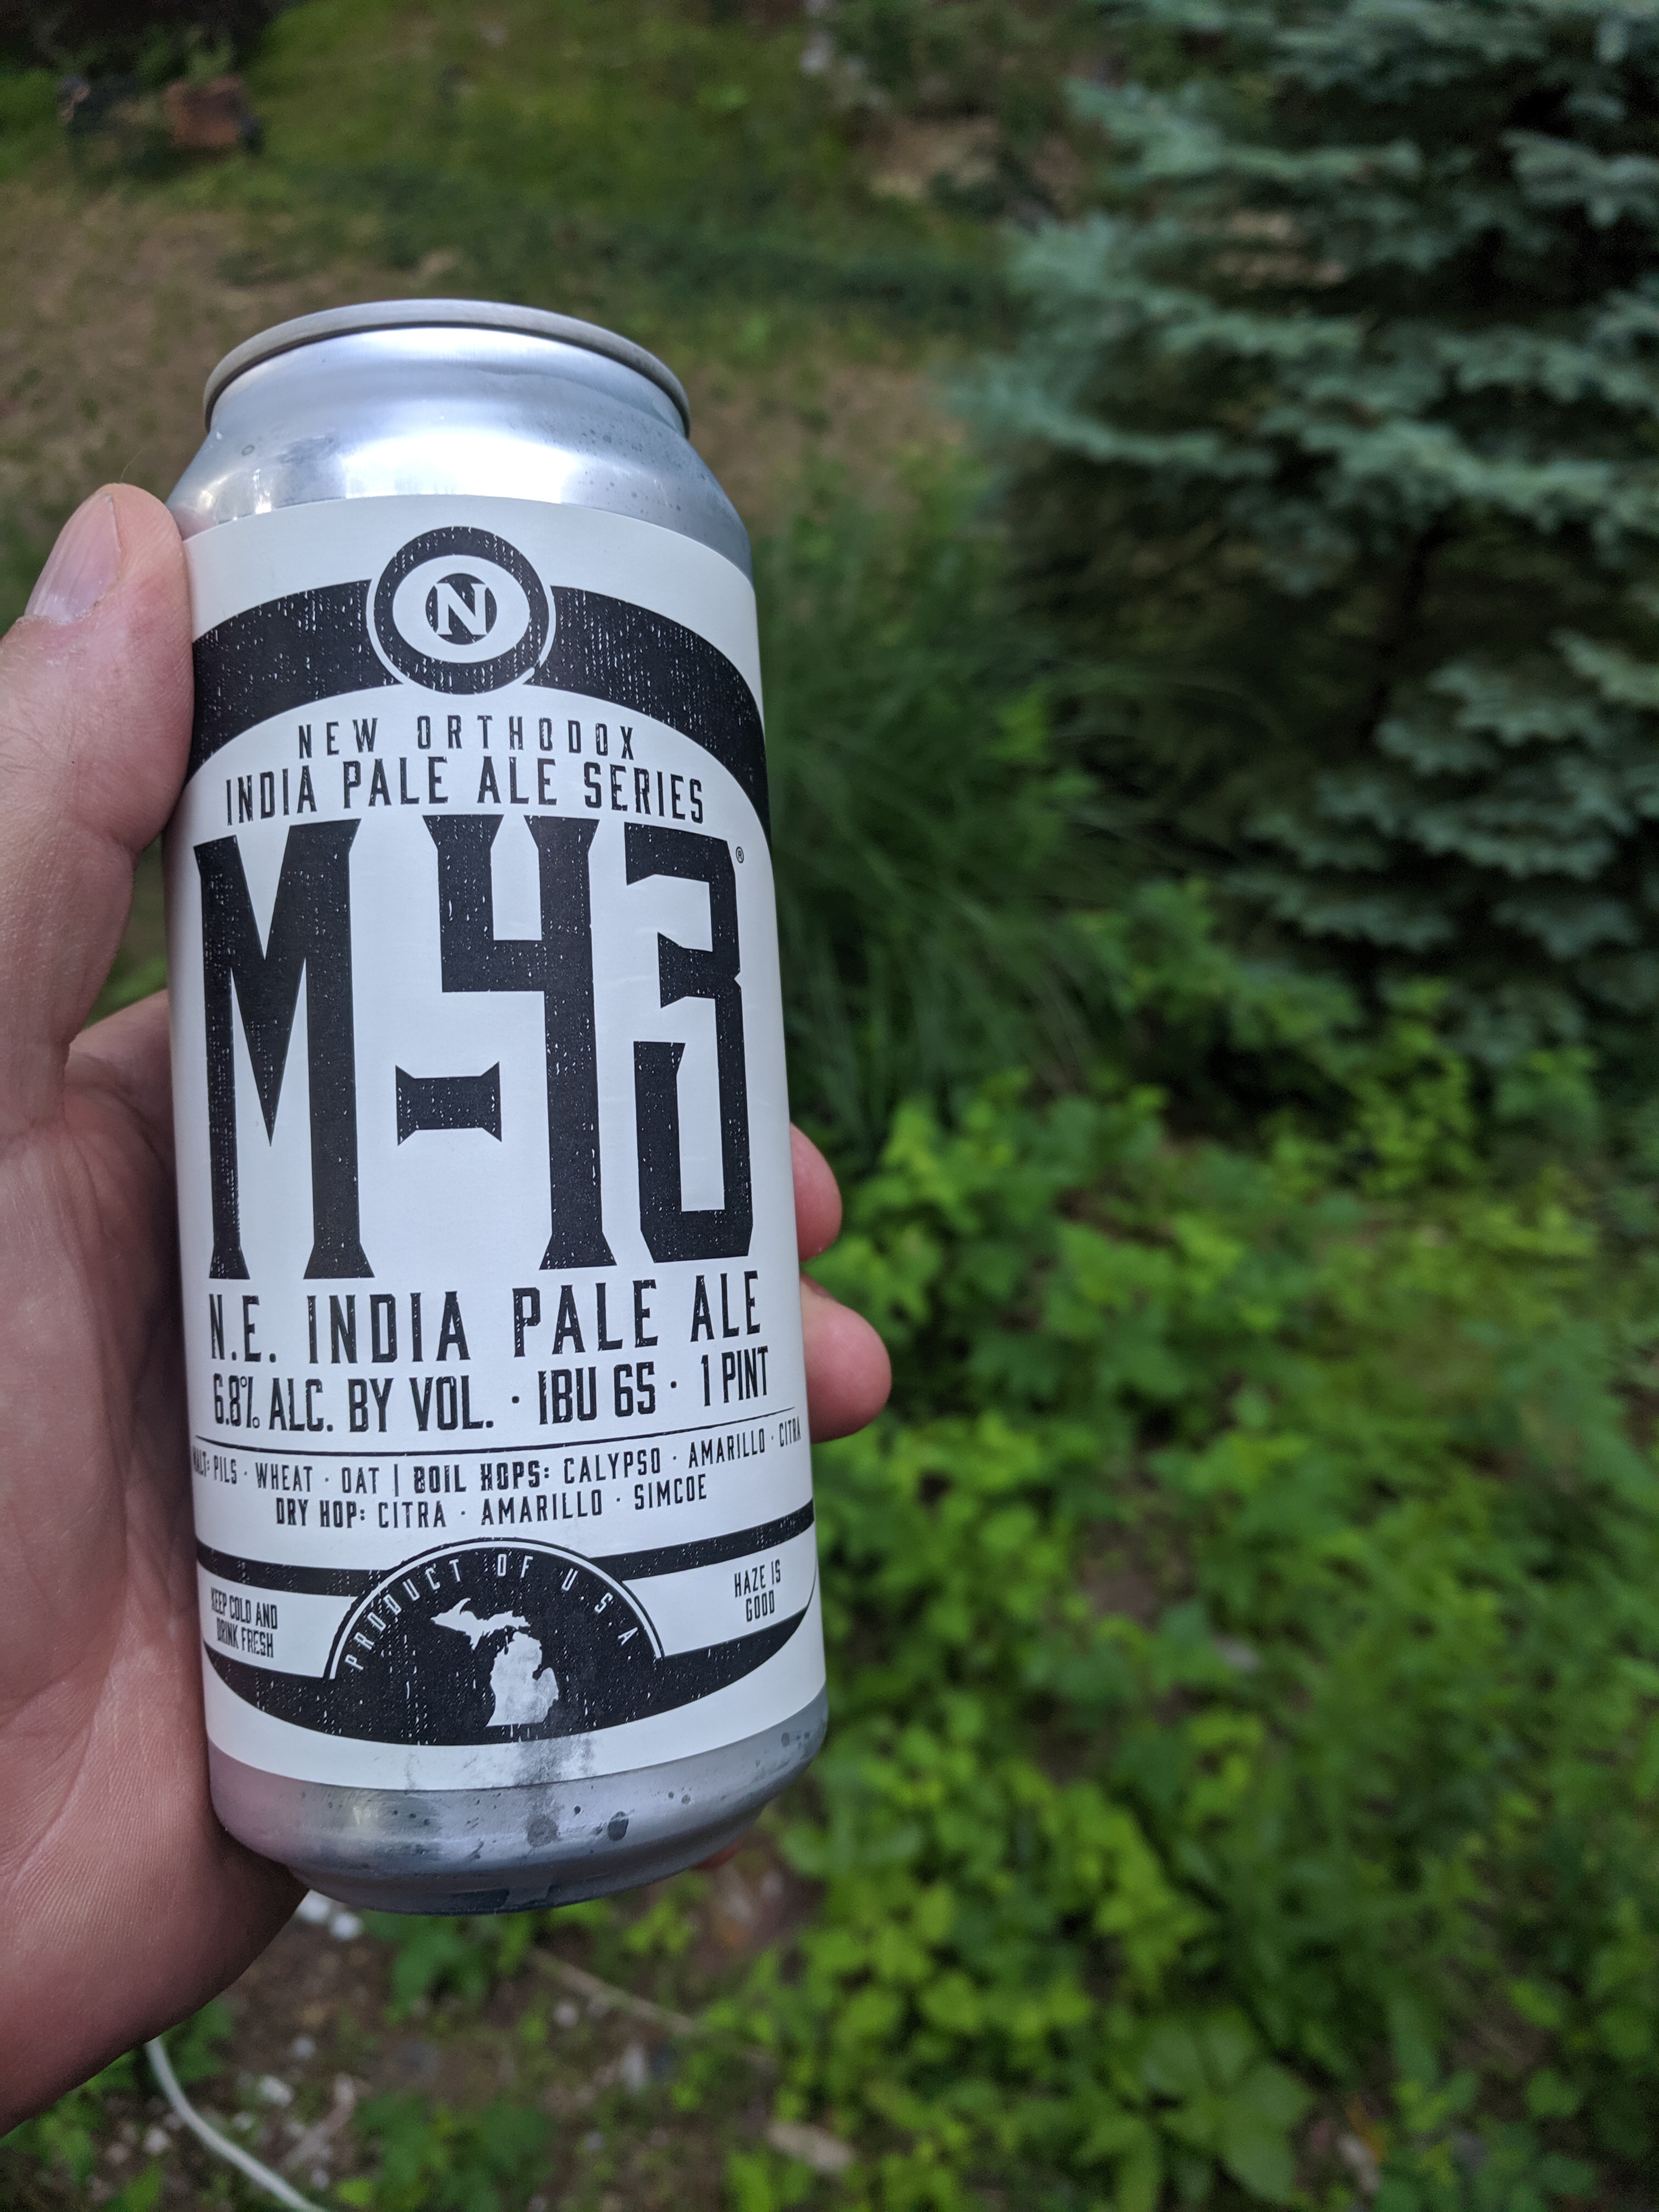 N
NEW ORTHODOX
INDIA PALE ALE SERIES
M-43®
N.E. INDIA PALE ALE
6.8% ALC. BY VOL. · IBU 65 · 1 PINT
MALT: PILS · WHEAT · OAT | BOIL HOPS: CALYPSO · AMARILLO · CITRA
DRY HOP: CITRA · AMARILLO · SIMCOE
PRODUCT OF U.S.A
KEEP COLD AND
DRINK FRESH
HAZE IS
GOOD